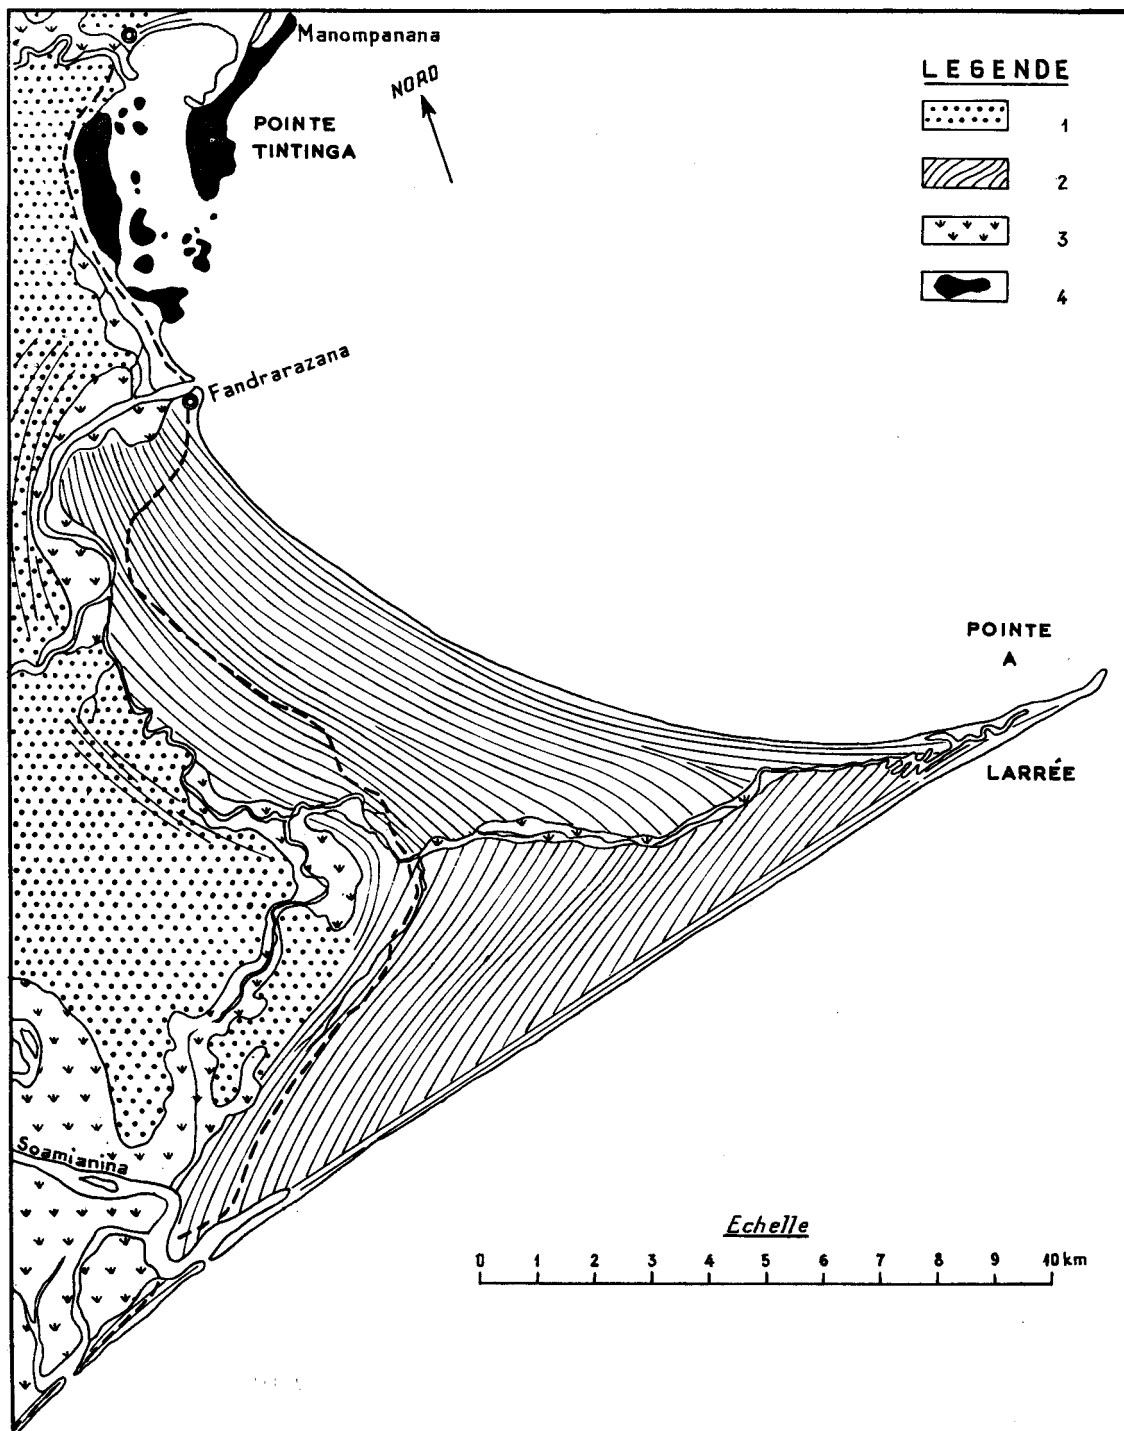 Manompanana
NORD
POINTE
TINTINGA
LEGENDE
1
2
3
4
Fandrarazana
POINTE
A
LARRÉE
Soamianina
Echelle
0 1 2 3 4 5 6 7 8 9 10 km